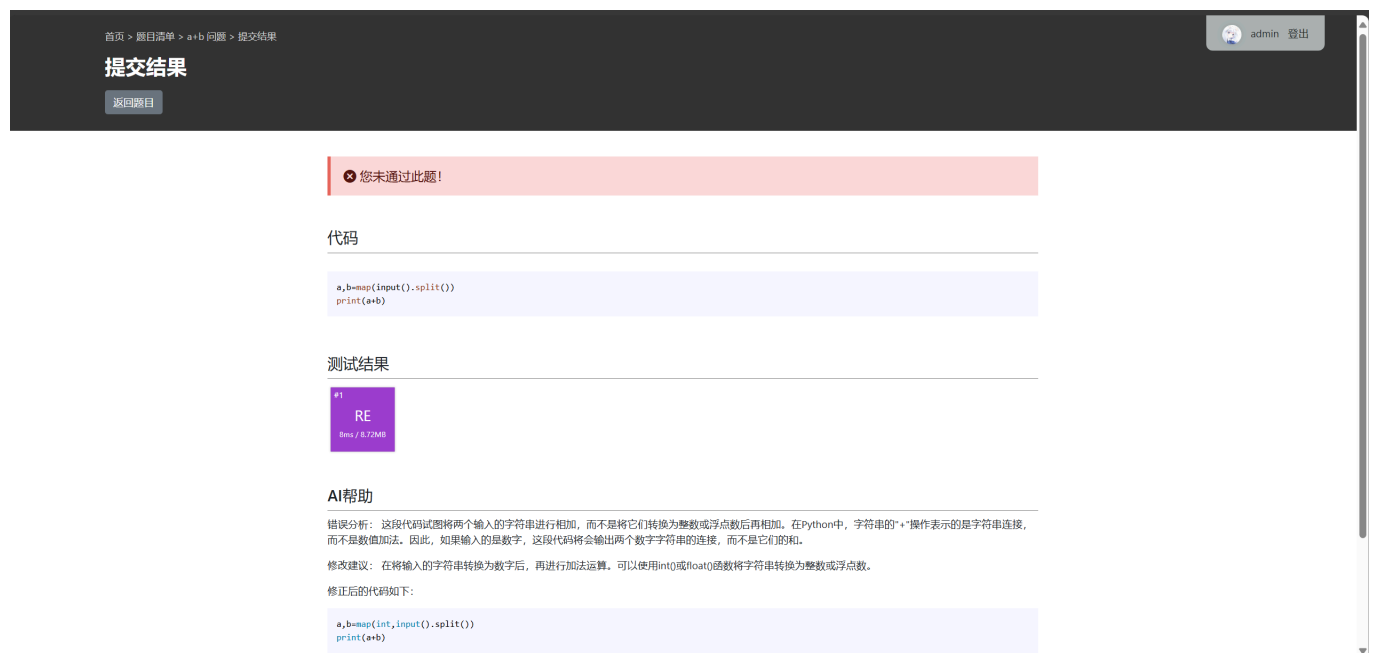 首页 > 题目清单 > a+b 问题 > 提交结果
admin 登出
提交结果
返回题目
您未通过此题！
代码
a,b=map(input().split())
print(a+b)
测试结果
#1
RE
8ms / 8.72MB
AI帮助
错误分析： 这段代码试图将两个输入的字符串进行相加，而不是将它们转换为整数或浮点数后再相加。在Python中，字符串的"+"操作表示的是字符串连接，
而不是数值加法。因此，如果输入的是数字，这段代码将会输出两个数字字符串的连接，而不是它们的和。
修改建议： 在将输入的字符串转换为数字后，再进行加法运算。可以使用int()或float()函数将字符串转换为整数或浮点数。
修正后的代码如下：
a,b=map(int,input().split())
print(a+b)